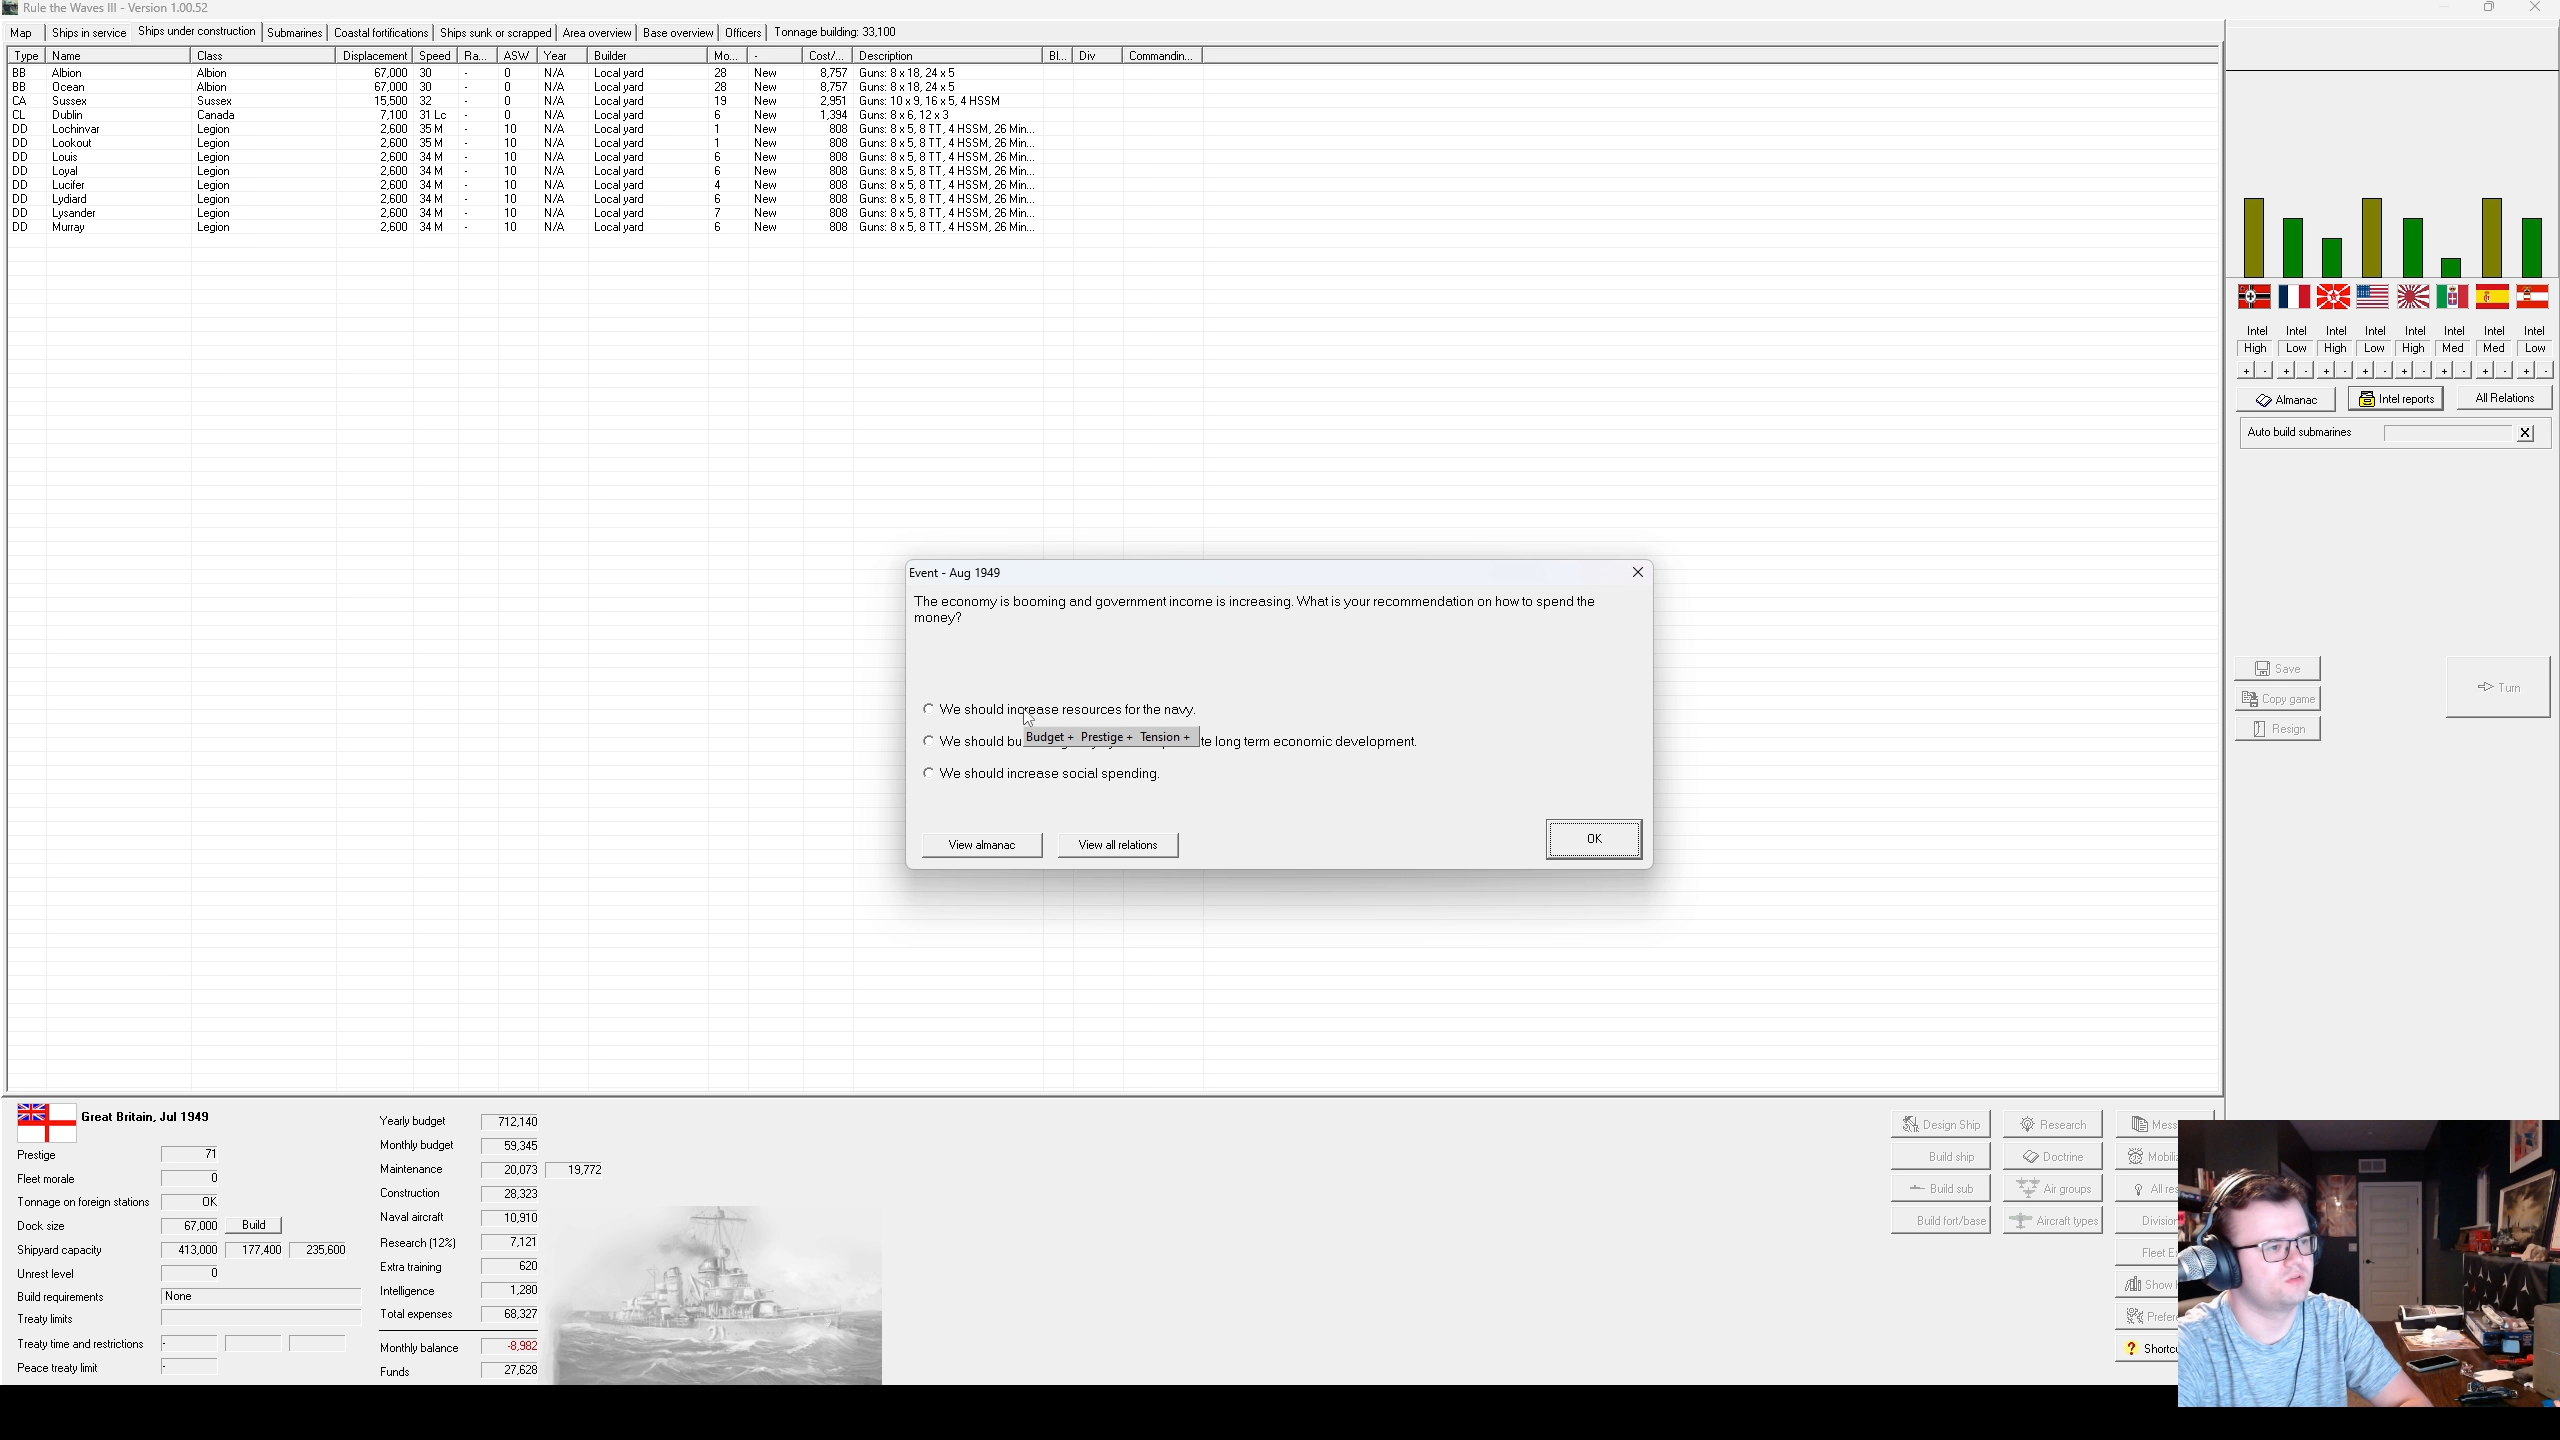 Rule the Waves III - Version 1.00.52
Map Ships in service Ships under construction Submarines Coastal fortifications Ships sunk or scrapped Area overview Base overview Officers Tonnage building: 33,100
Type Name Class Displacement Speed Ra... ASW Year Builder Mo... - Cost/... Description Bl... Div Commandin...
BB Albion Albion 67,000 30 - 0 N/A Local yard 28 New 8,757 Guns: 8 x 18, 24 x 5
BB Ocean Albion 67,000 30 - 0 N/A Local yard 28 New 8,757 Guns: 8 x 18, 24 x 5
CA Sussex Sussex 15,500 32 - 0 N/A Local yard 19 New 2,951 Guns: 10 x 9, 16 x 5, 4 HSSM
CL Dublin Canada 7,100 31 Lc - 0 N/A Local yard 6 New 1,394 Guns: 8 x 6, 12 x 3
DD Lochinvar Legion 2,600 35 M - 10 N/A Local yard 1 New 808 Guns: 8 x 5, 8 TT, 4 HSSM, 26 Min...
DD Lookout Legion 2,600 35 M - 10 N/A Local yard 1 New 808 Guns: 8 x 5, 8 TT, 4 HSSM, 26 Min...
DD Louis Legion 2,600 34 M - 10 N/A Local yard 6 New 808 Guns: 8 x 5, 8 TT, 4 HSSM, 26 Min...
DD Loyal Legion 2,600 34 M - 10 N/A Local yard 6 New 808 Guns: 8 x 5, 8 TT, 4 HSSM, 26 Min...
DD Lucifer Legion 2,600 34 M - 10 N/A Local yard 4 New 808 Guns: 8 x 5, 8 TT, 4 HSSM, 26 Min...
DD Lydiard Legion 2,600 34 M - 10 N/A Local yard 6 New 808 Guns: 8 x 5, 8 TT, 4 HSSM, 26 Min...
DD Lysander Legion 2,600 34 M - 10 N/A Local yard 7 New 808 Guns: 8 x 5, 8 TT, 4 HSSM, 26 Min...
DD Murray Legion 2,600 34 M - 10 N/A Local yard 6 New 808 Guns: 8 x 5, 8 TT, 4 HSSM, 26 Min...
Intel Intel Intel Intel Intel Intel Intel Intel
High Low High Low High Med Med Low
+ - + - + - + - + - + - + - + -
Almanac Intel reports All Relations
Auto build submarines X
Save
Copy game
Resign
Turn
Event - Aug 1949
The economy is booming and government income is increasing. What is your recommendation on how to spend the
money?
We should increase resources for the navy.
Budget + Prestige + Tension +
We should bu te long term economic development.
We should increase social spending.
View almanac View all relations OK
Great Britain, Jul 1949
Prestige 71
Fleet morale 0
Tonnage on foreign stations OK
Dock size 67,000 Build
Shipyard capacity 413,000 177,400 235,600
Unrest level 0
Build requirements None
Treaty limits
Treaty time and restrictions -
Peace treaty limit -
Yearly budget 712,140
Monthly budget 59,345
Maintenance 20,073 19,772
Construction 28,323
Naval aircraft 10,910
Research (12%) 7,121
Extra training 620
Intelligence 1,280
Total expenses 68,327
Monthly balance -8,982
Funds 27,628
Design Ship Research Mess
Build ship Doctrine Mobiliz
Build sub Air groups All res
Build fort/base Aircraft types Division
Fleet E
Show
Prefer
? Shortcu